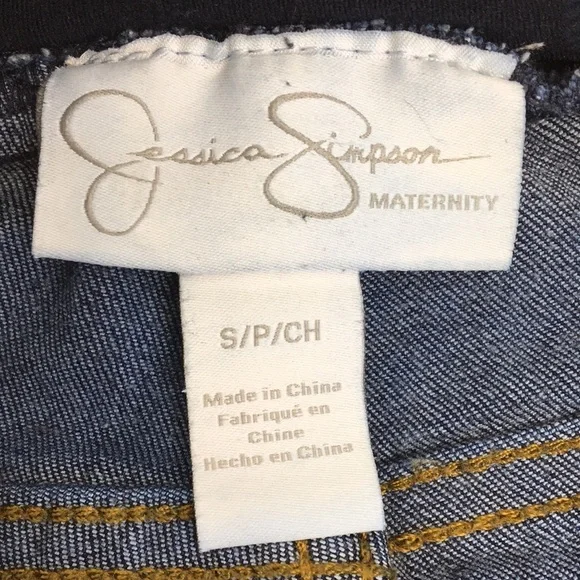 Jessica Simpson
MATERNITY
S/P/CH
Made in China
Fabriqué en
Chine
Hecho en China